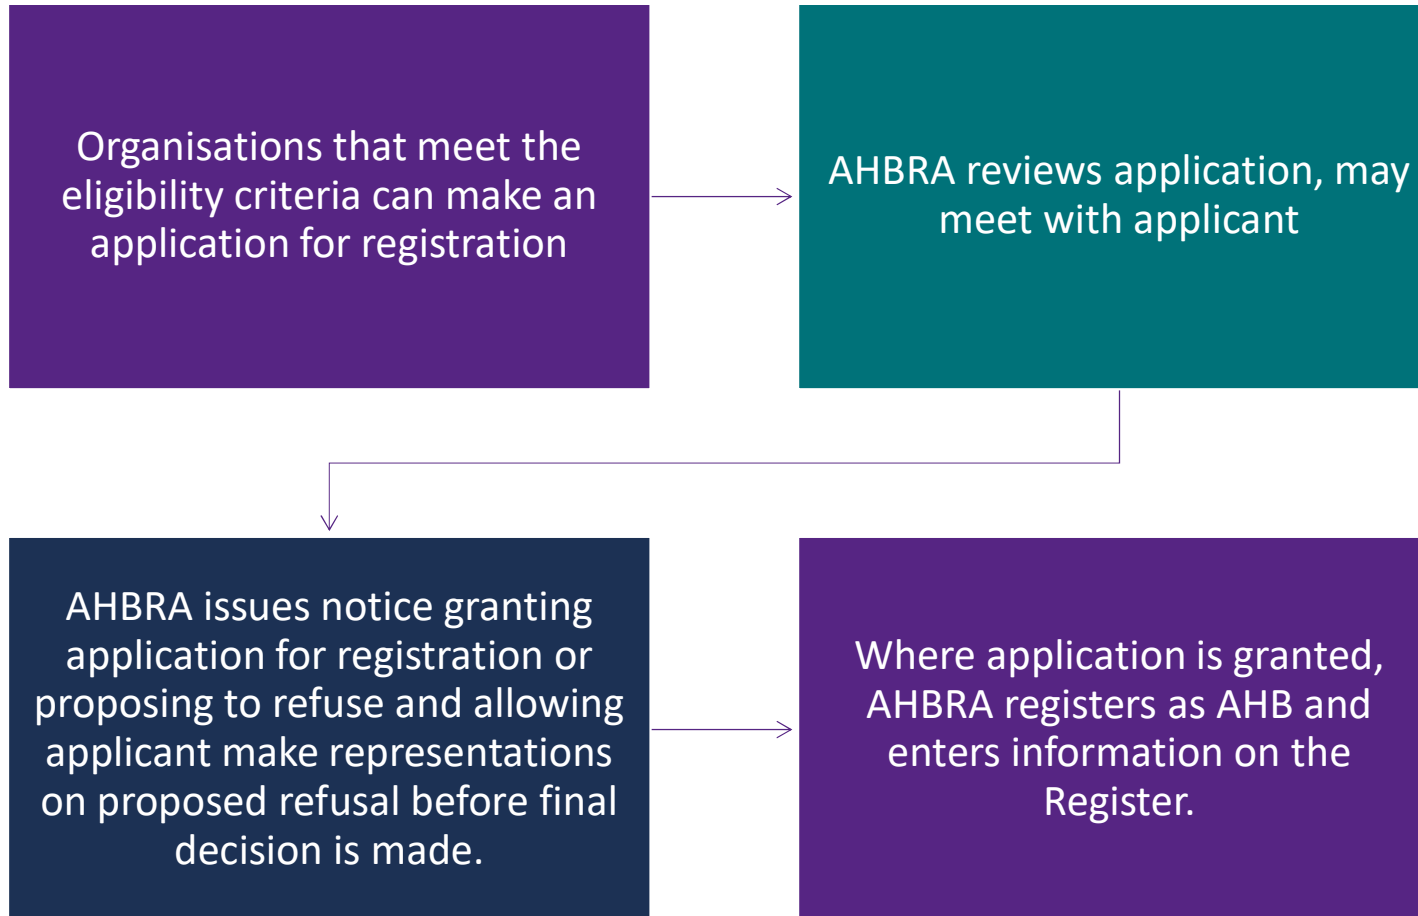 Organisations that meet the
eligibility criteria can make an
application for registration
AHBRA reviews application, may
meet with applicant
AHBRA issues notice granting
application for registration or
proposing to refuse and allowing
applicant make representations
on proposed refusal before final
decision is made.
Where application is granted,
AHBRA registers as AHB and
enters information on the
Register.